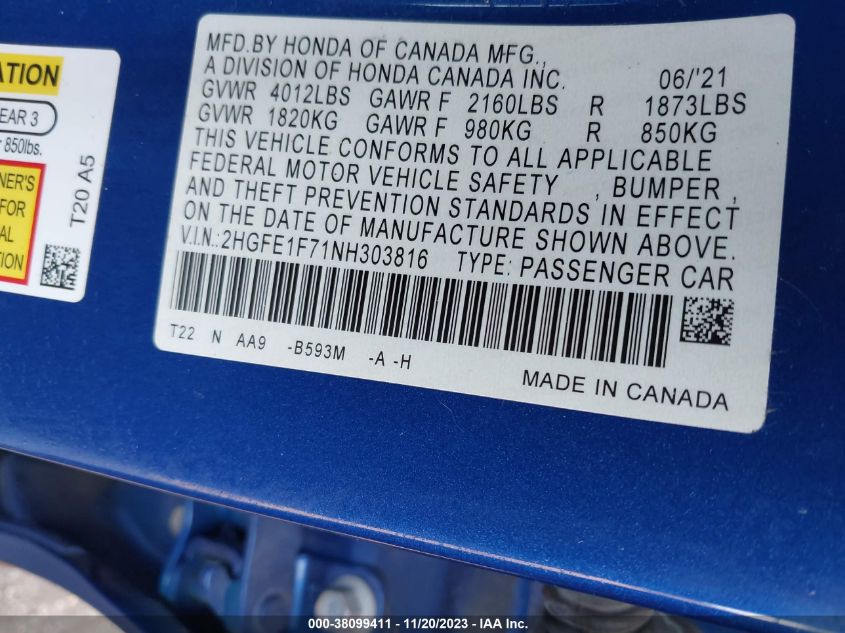 ATION
EAR 3
850lbs.
NER'S
FOR
AL
TION
T20 A5
MFD.BY HONDA OF CANADA MFG.,
A DIVISION OF HONDA CANADA INC. 06/'21
GVWR 4012LBS GAWR F 2160LBS R 1873LBS
GVWR 1820KG GAWR F 980KG R 850KG
THIS VEHICLE CONFORMS TO ALL APPLICABLE
FEDERAL MOTOR VEHICLE SAFETY , BUMPER ,
AND THEFT PREVENTION STANDARDS IN EFFECT
ON THE DATE OF MANUFACTURE SHOWN ABOVE.
V.I.N.:2HGFE1F71NH303816 TYPE: PASSENGER CAR
T22 N AA9 -B593M -A -H
MADE IN CANADA
000-38099411 - 11/20/2023 - IAA Inc.